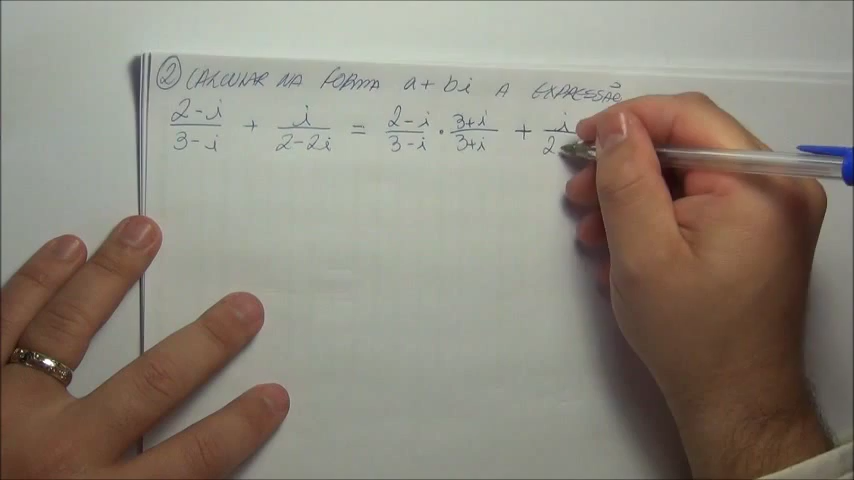 ② CALCULAR NA FORMA a + bi A EXPRESSÃO
2-i/3-i + i/2-2i = 2-i/3-i · 3+i/3+i + i/2